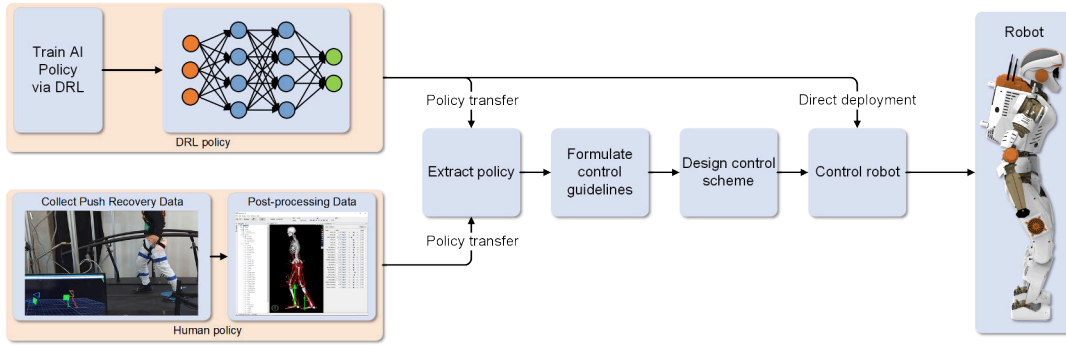 Train AI
Policy
via DRL
DRL policy
Collect Push Recovery Data
Post-processing Data
Human policy
Policy transfer
Policy transfer
Extract policy
Formulate
control
guidelines
Design control
scheme
Direct deployment
Control robot
Robot